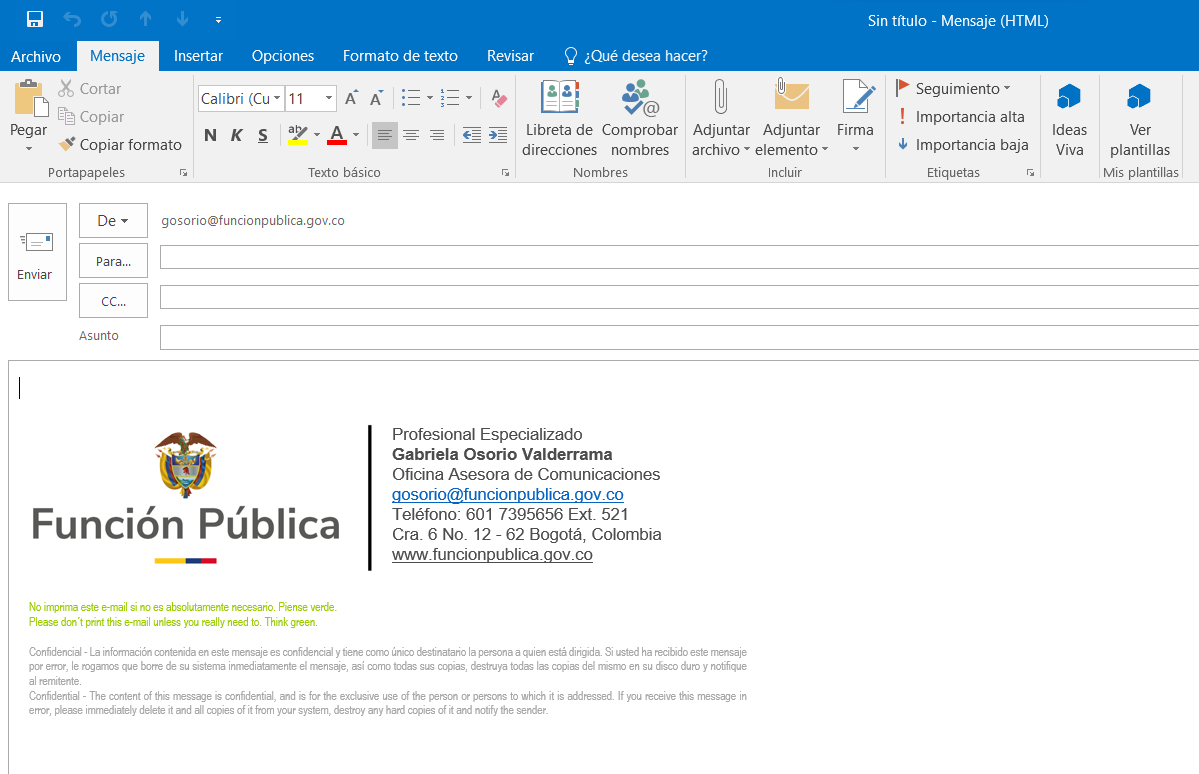 Sin título - Mensaje (HTML)
Archivo Mensaje Insertar Opciones Formato de texto Revisar ¿Qué desea hacer?
Pegar
Cortar
Copiar
Copiar formato
Portapapeles
Calibri (Cu 11
N K S
Texto básico
Libreta de direcciones
Comprobar nombres
Nombres
Adjuntar archivo
Adjuntar elemento
Firma
Incluir
Seguimiento
Importancia alta
Importancia baja
Etiquetas
Ideas Viva
Ver plantillas
Mis plantillas
Enviar
De gosorio@funcionpublica.gov.co
Para...
CC...
Asunto
Función Pública
Profesional Especializado
Gabriela Osorio Valderrama
Oficina Asesora de Comunicaciones
gosorio@funcionpublica.gov.co
Teléfono: 601 7395656 Ext. 521
Cra. 6 No. 12 - 62 Bogotá, Colombia
www.funcionpublica.gov.co
No imprima este e-mail si no es absolutamente necesario. Piense verde.
Please don´t print this e-mail unless you really need to. Think green.
Confidencial - La información contenida en este mensaje es confidencial y tiene como único destinatario la persona a quien está dirigida. Si usted ha recibido este mensaje
por error, le rogamos que borre de su sistema inmediatamente el mensaje, así como todas sus copias, destruya todas las copias del mismo en su disco duro y notifique
al remitente.
Confidential - The content of this message is confidential, and is for the exclusive use of the person or persons to which it is addressed. If you receive this message in
error, please immediately delete it and all copies of it from your system, destroy any hard copies of it and notify the sender.